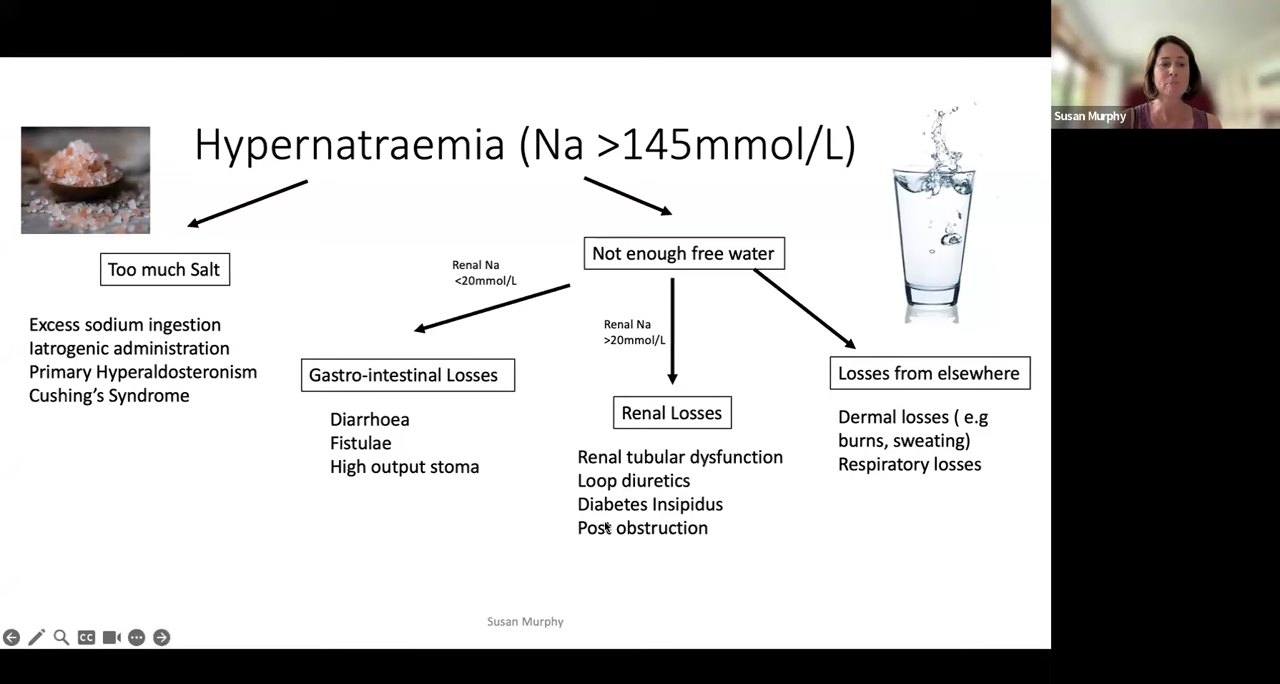 Susan Murphy
Hypernatraemia (Na >145mmol/L)
Too much Salt
Excess sodium ingestion
Iatrogenic administration
Primary Hyperaldosteronism
Cushing's Syndrome
Not enough free water
Renal Na
<20mmol/L
Gastro-intestinal Losses
Diarrhoea
Fistulae
High output stoma
Renal Na
>20mmol/L
Renal Losses
Renal tubular dysfunction
Loop diuretics
Diabetes Insipidus
Post obstruction
Losses from elsewhere
Dermal losses ( e.g
burns, sweating)
Respiratory losses
Susan Murphy
CC